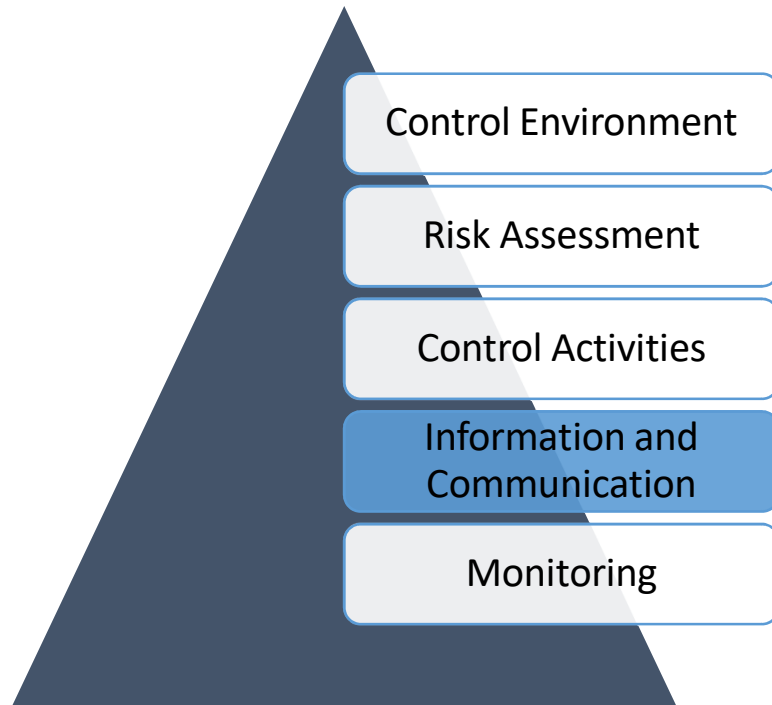 Control Environment
Risk Assessment
Control Activities
Information and
Communication
Monitoring